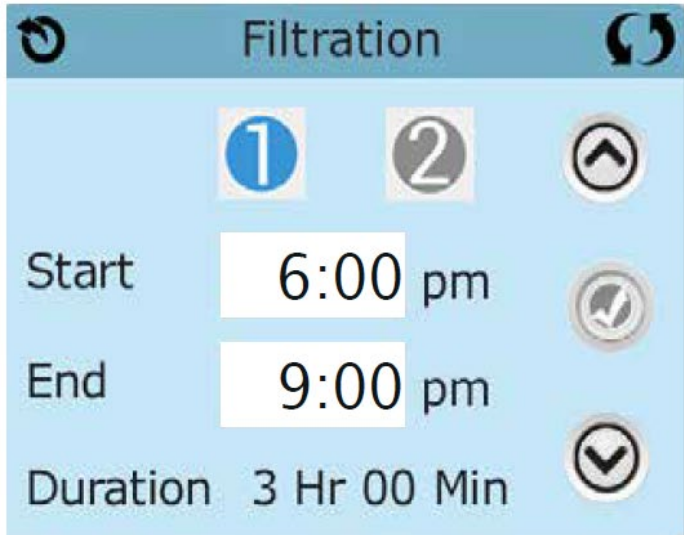 Filtration
1 2
Start 6:00 pm
End 9:00 pm
Duration 3 Hr 00 Min